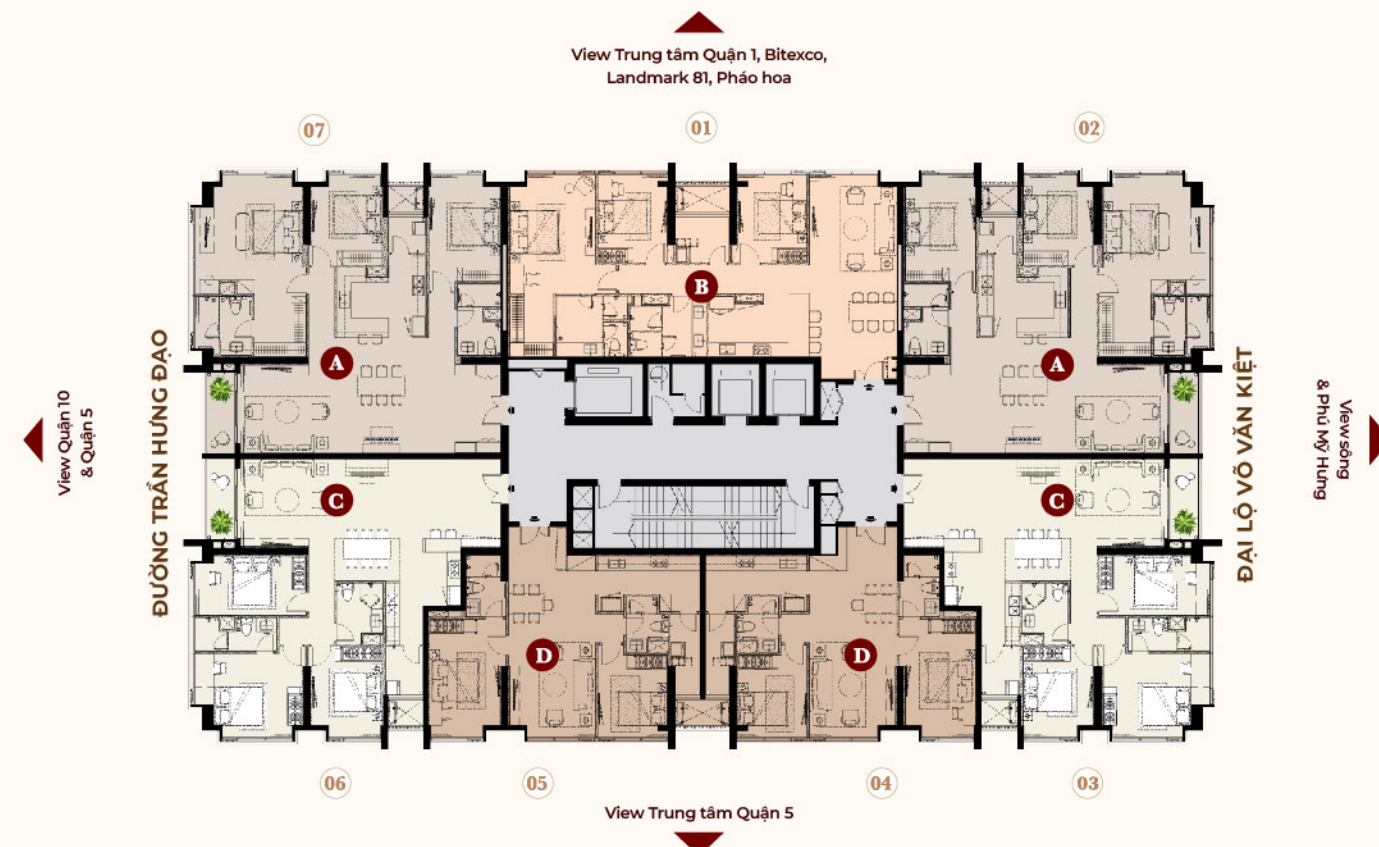 View Trung tâm Quận 1, Bitexco,
Landmark 81, Pháo hoa
07
01
02
B
A
A
ĐƯỜNG TRẦN HƯNG ĐẠO
View Quận 10
& Quận 5
ĐẠI LỘ VÕ VĂN KIỆT
View sông
& Phú Mỹ Hưng
C
C
D
D
06
05
04
03
View Trung tâm Quận 5